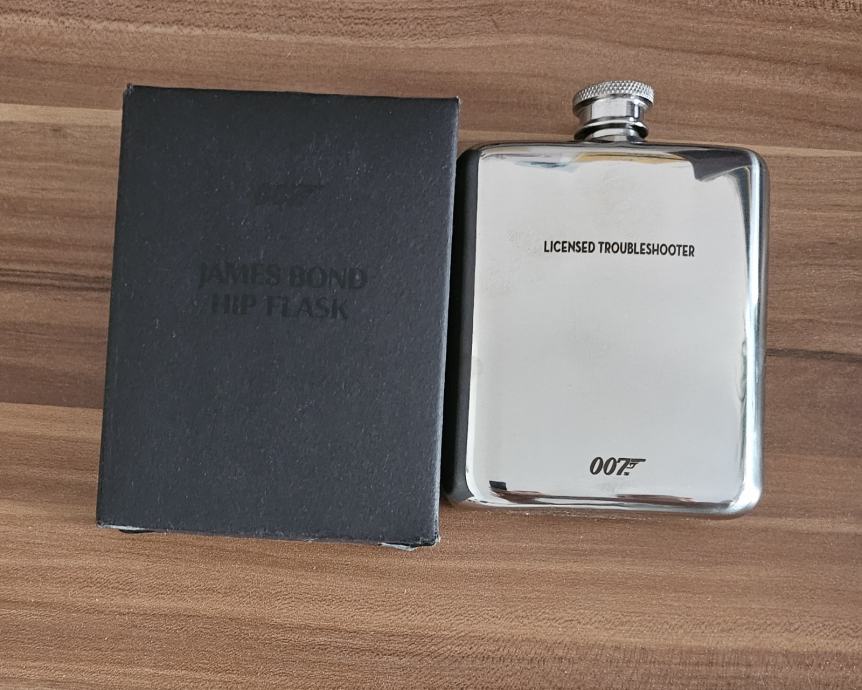 007
JAMES BOND
HIP FLASK
LICENSED TROUBLESHOOTER
007